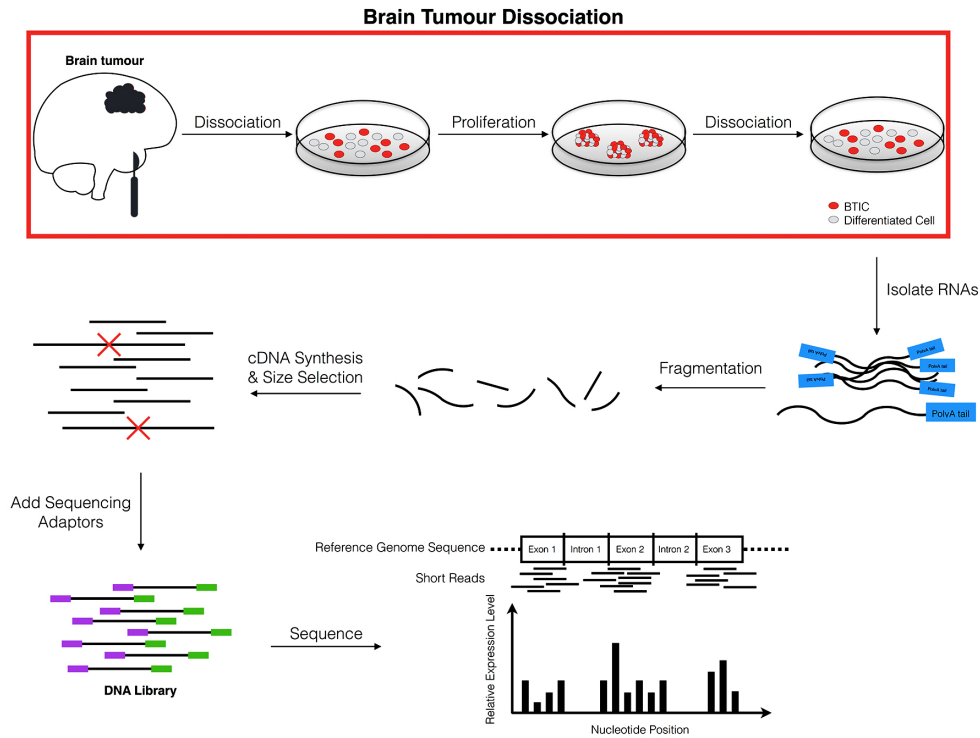 Brain Tumour Dissociation
Brain tumour
Dissociation
Proliferation
Dissociation
BTIC
Differentiated Cell
Isolate RNAs
PolyA tail
PolyA tail
PolyA tail
PolyA tail
PolyA tail
PolyA tail
Fragmentation
cDNA Synthesis
& Size Selection
Add Sequencing
Adaptors
DNA Library
Sequence
Reference Genome Sequence
Exon 1
Intron 1
Exon 2
Intron 2
Exon 3
Short Reads
Relative Expression Level
Nucleotide Position